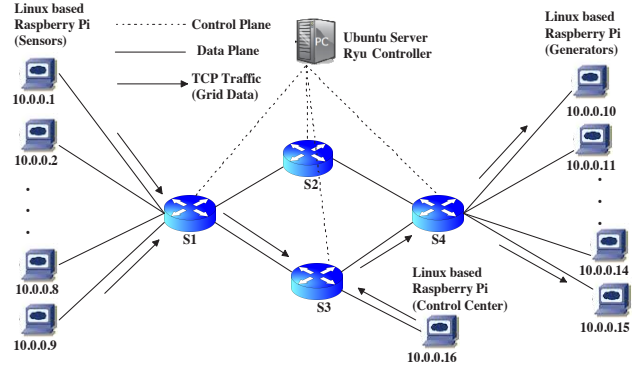 Linux based
Raspberry Pi
(Sensors)
10.0.0.1
10.0.0.2
10.0.0.8
10.0.0.9
Control Plane
Data Plane
TCP Traffic
(Grid Data)
PC
Ubuntu Server
Ryu Controller
S1
S2
S3
S4
Linux based
Raspberry Pi
(Control Center)
10.0.0.16
Linux based
Raspberry Pi
(Generators)
10.0.0.10
10.0.0.11
10.0.0.14
10.0.0.15